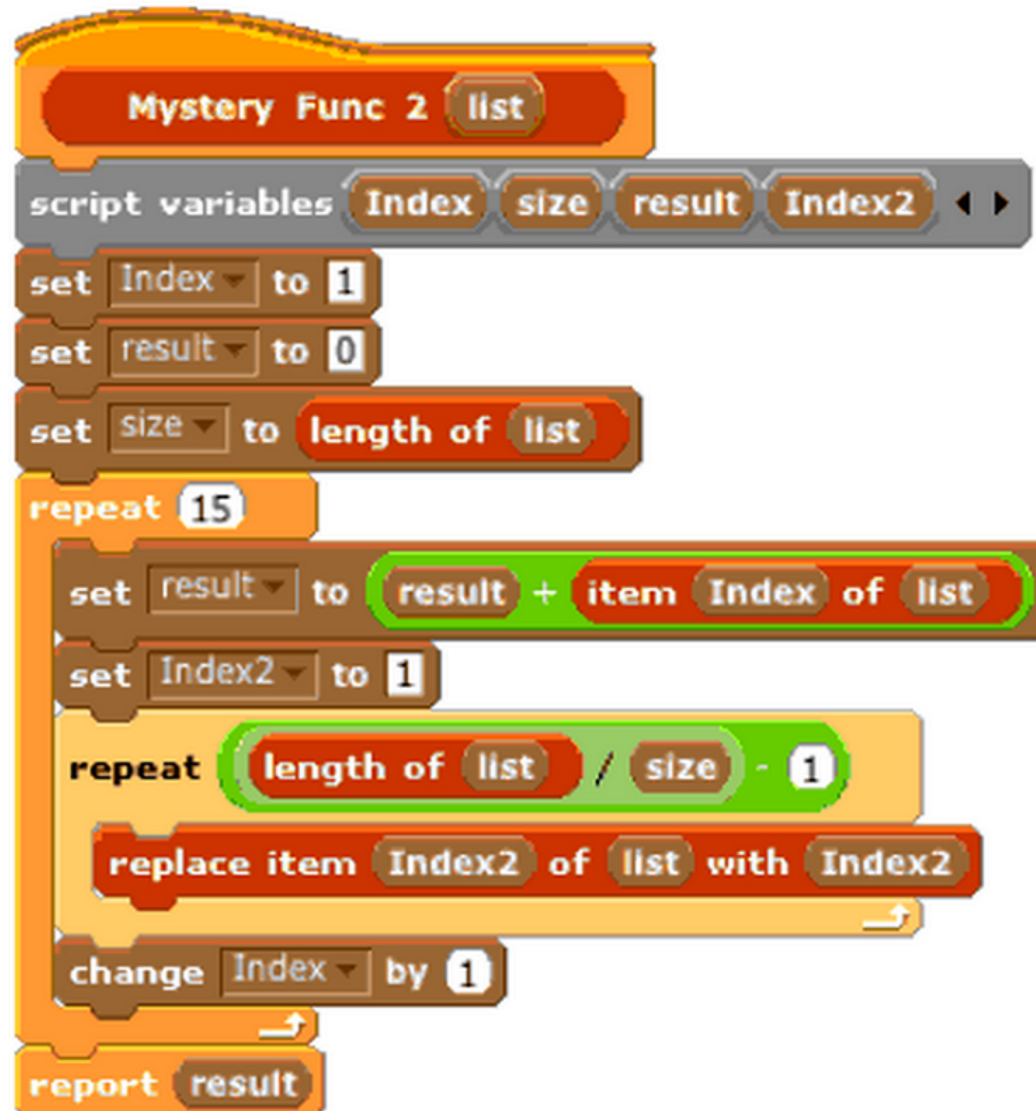 Mystery Func 2 list
script variables Index size result Index2
set Index to 1
set result to 0
set size to length of list
repeat 15
set result to result + item Index of list
set Index2 to 1
repeat length of list / size - 1
replace item Index2 of list with Index2
change Index by 1
report result